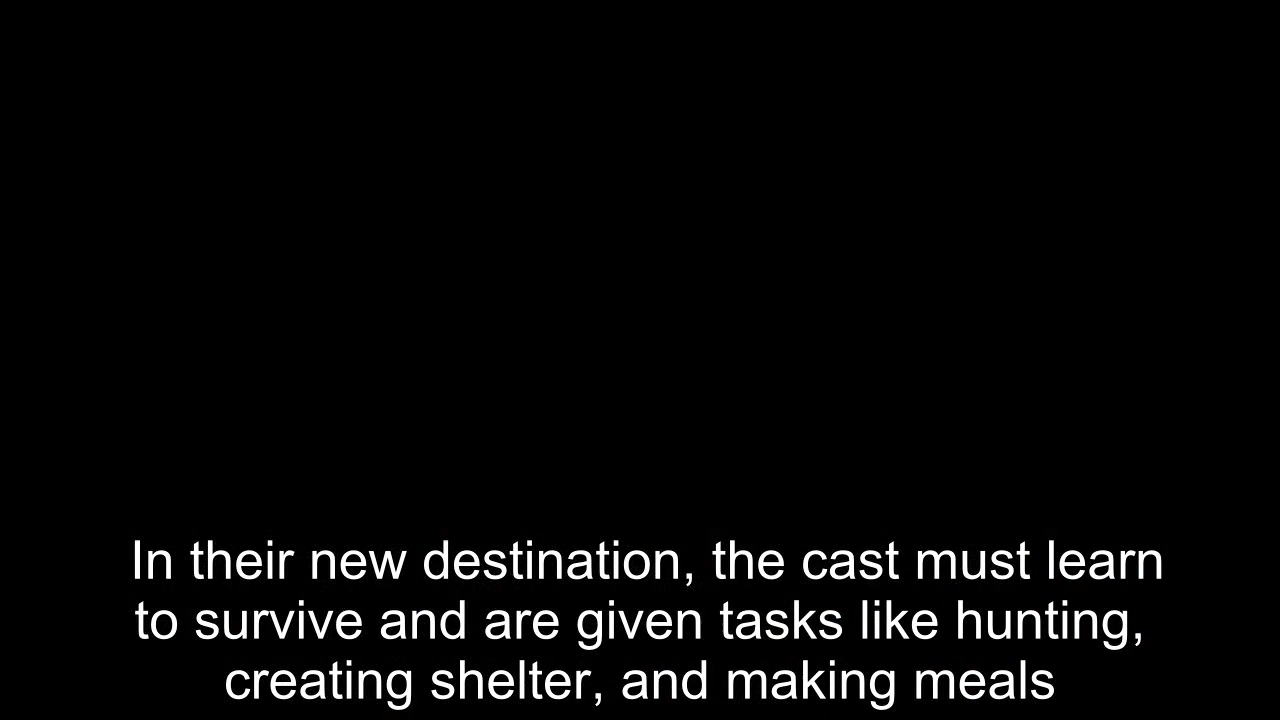 In their new destination, the cast must learn
to survive and are given tasks like hunting,
creating shelter, and making meals